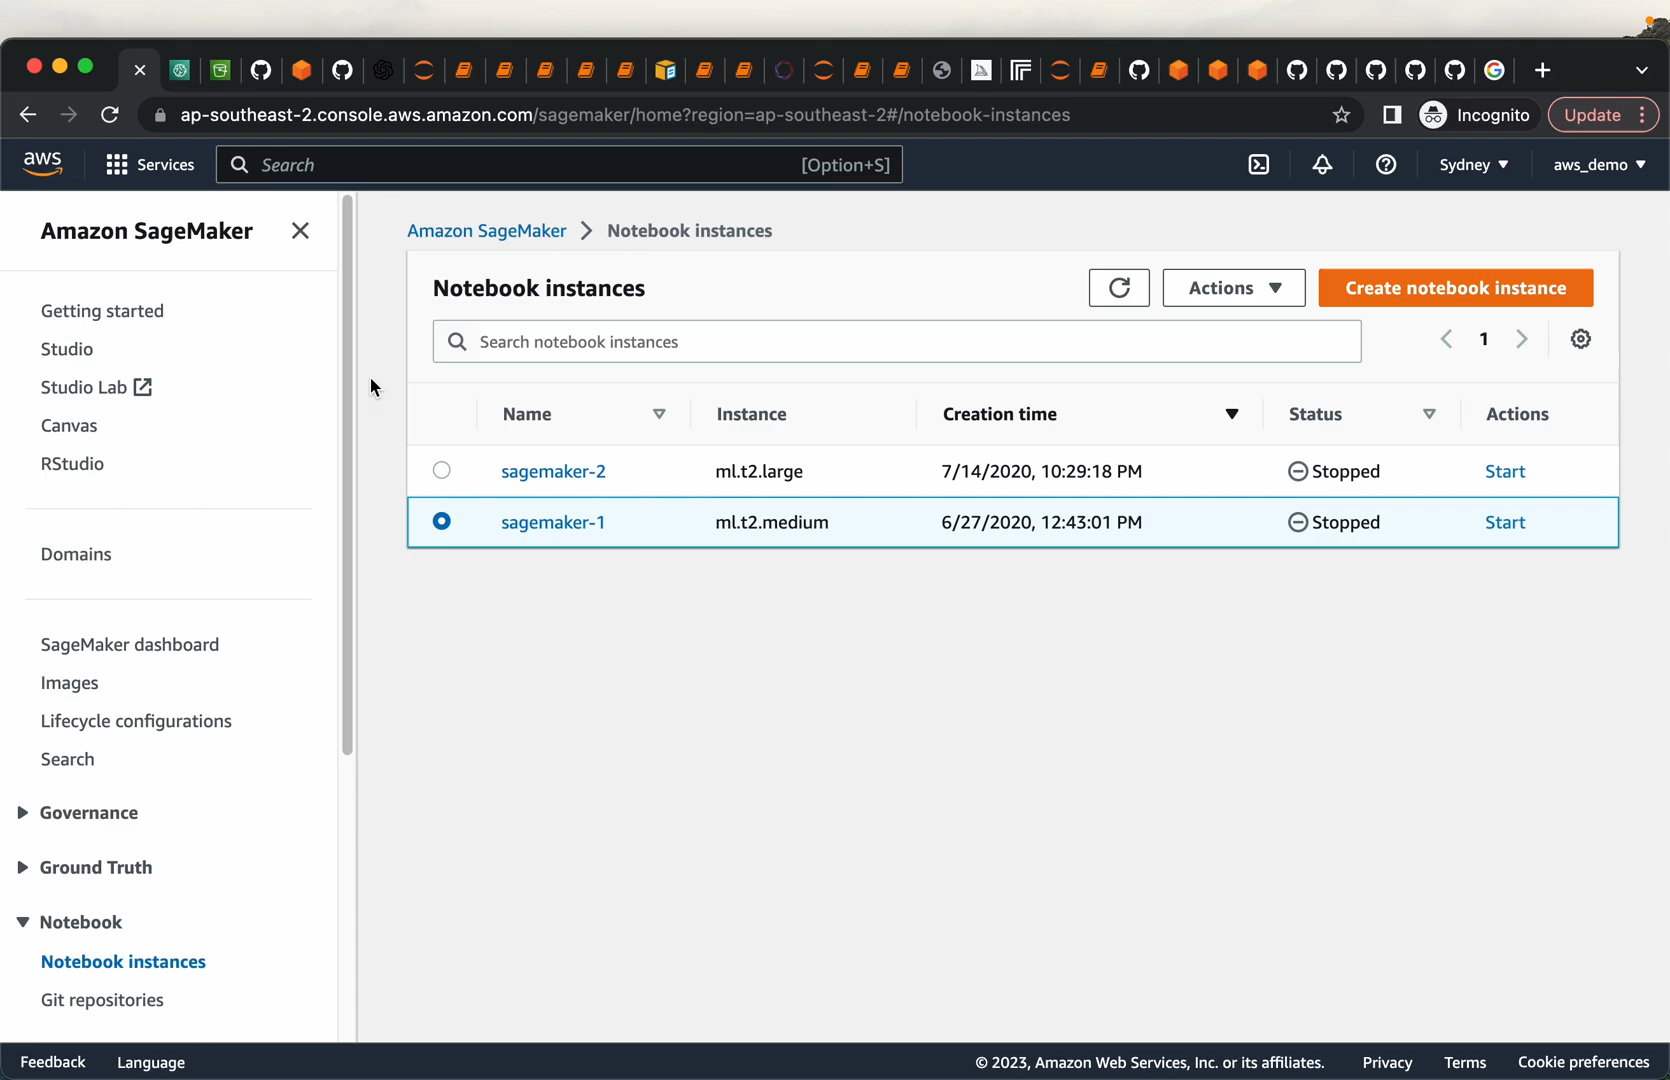 ap-southeast-2.console.aws.amazon.com/sagemaker/home?region=ap-southeast-2#/notebook-instances
Incognito
Update
aws
Services
Search
[Option+S]
Sydney
aws_demo
Amazon SageMaker
Getting started
Studio
Studio Lab
Canvas
RStudio
Domains
SageMaker dashboard
Images
Lifecycle configurations
Search
Governance
Ground Truth
Notebook
Notebook instances
Git repositories
Amazon SageMaker > Notebook instances
Notebook instances
Actions
Create notebook instance
Search notebook instances
1
Name Instance Creation time Status Actions
sagemaker-2 ml.t2.large 7/14/2020, 10:29:18 PM Stopped Start
sagemaker-1 ml.t2.medium 6/27/2020, 12:43:01 PM Stopped Start
Feedback Language © 2023, Amazon Web Services, Inc. or its affiliates. Privacy Terms Cookie preferences